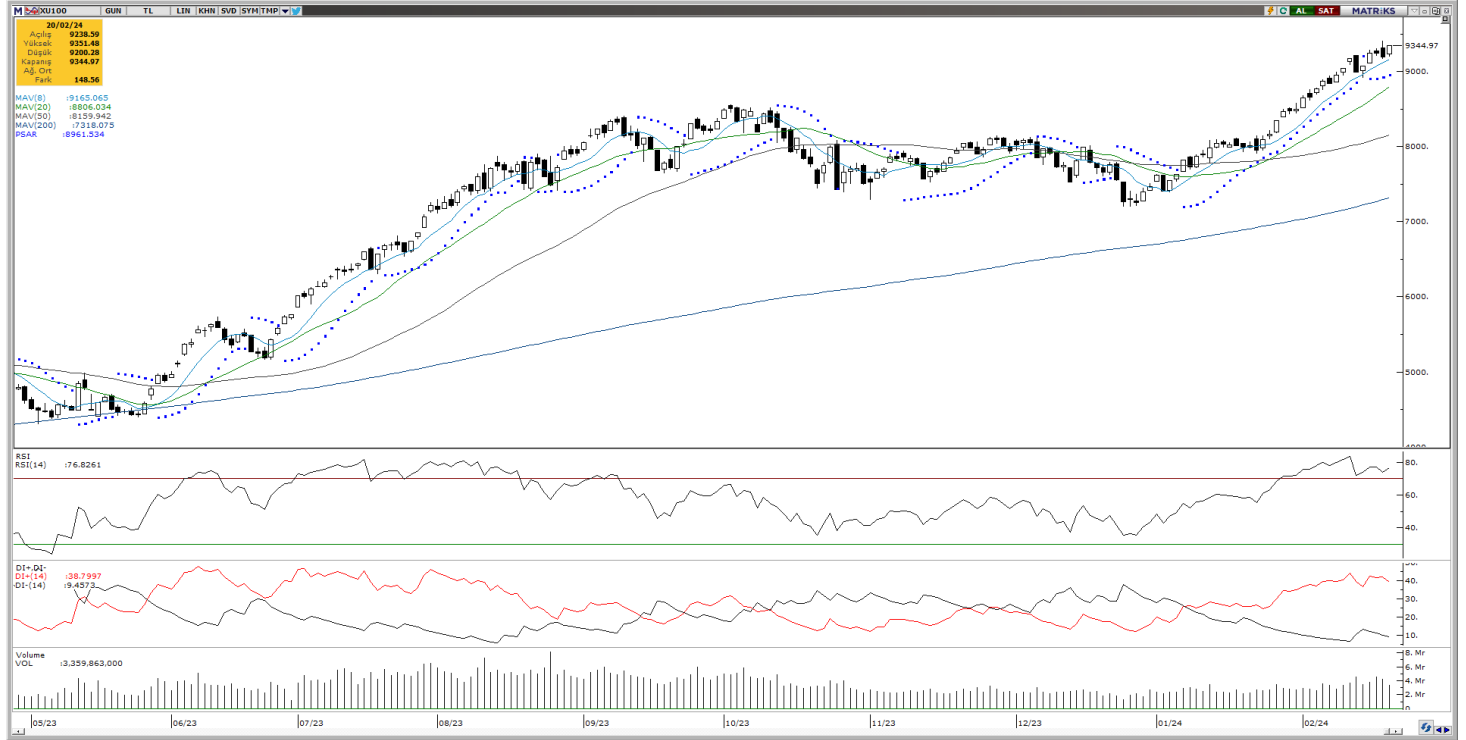 M XU100 GUN TL LIN KHN SVD SYM TMP AL SAT MATRİKS
20/02/24
Açılış 9238.59
Yüksek 9351.48
Düşük 9200.28
Kapanış 9344.97
Ağ. Ort
Fark 148.56
MAV(8) :9165.065
MAV(20) :8806.034
MAV(50) :8159.942
MAV(200) :7318.075
PSAR :8961.534
9344.97
9000.
8000.
7000.
6000.
5000.
RSI
RSI(14) :76.8261
80.
60.
40.
DI+,DI-
DI+(14) :38.7997
DI-(14) :9.4573
40.
30.
20.
10.
Volume
VOL :3,359,863,000
8. Mr
6. Mr
4. Mr
2. Mr
0.
05/23 06/23 07/23 08/23 09/23 10/23 11/23 12/23 01/24 02/24